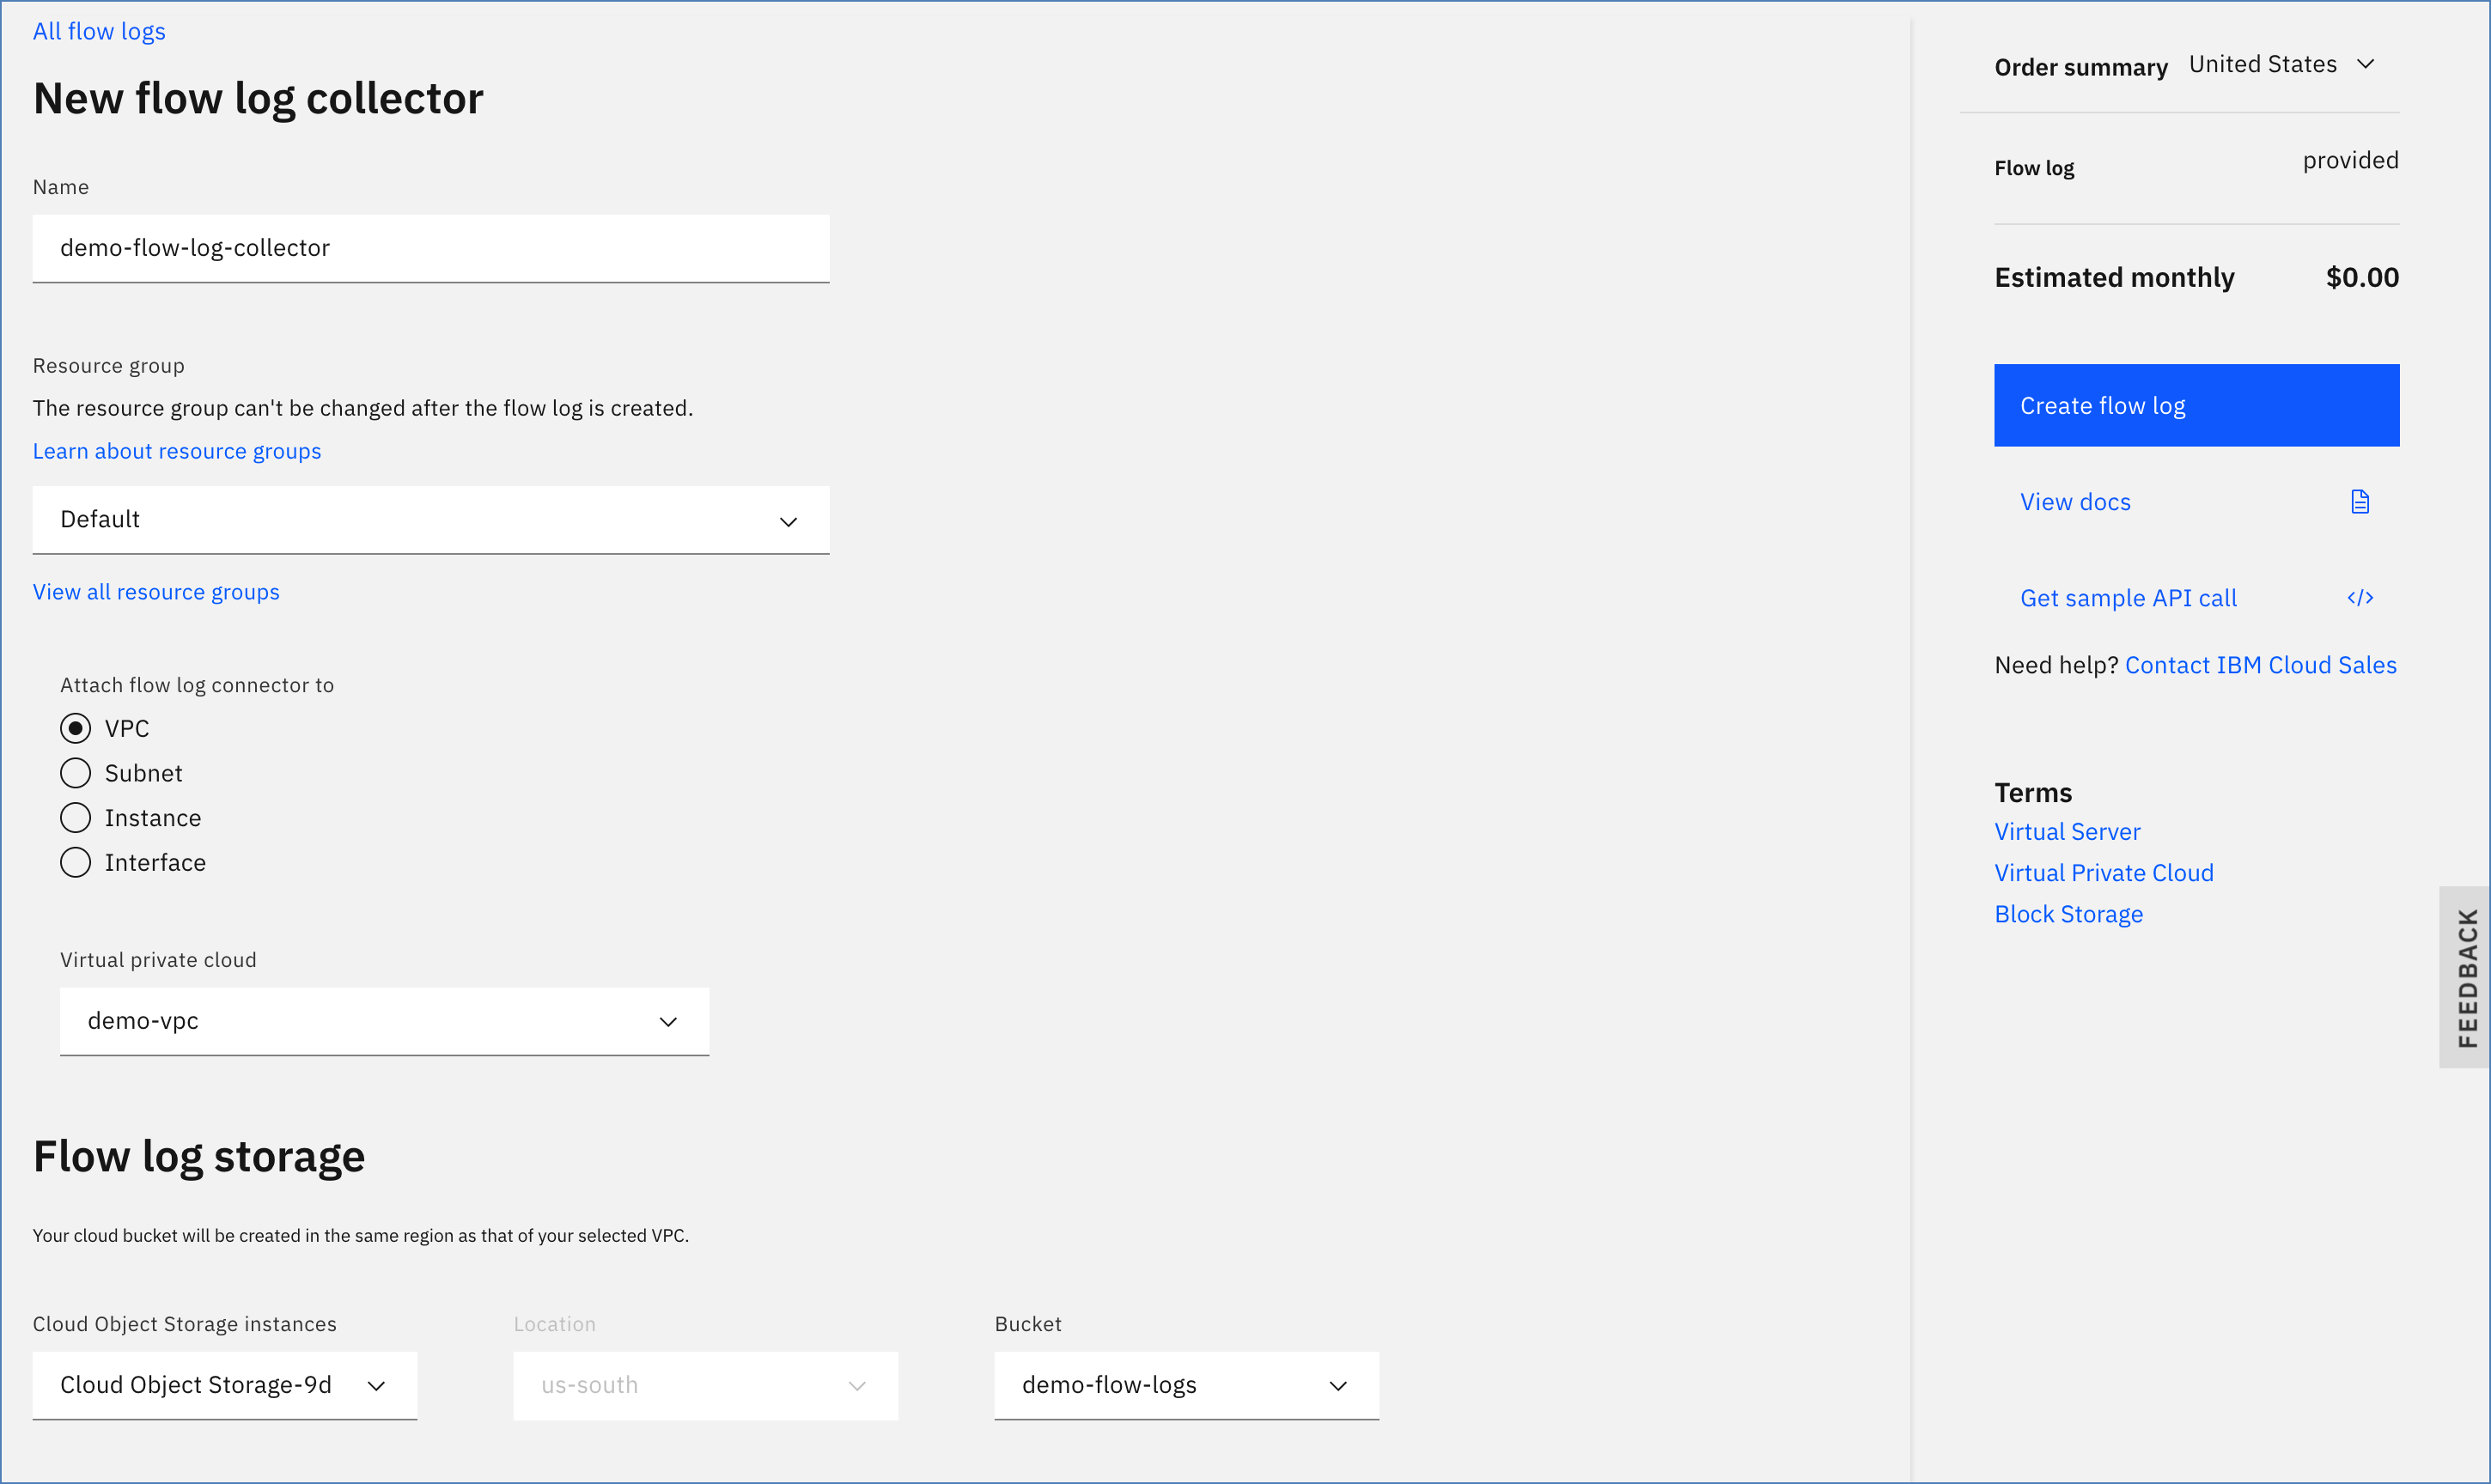 All flow logs
New flow log collector
Name
demo-flow-log-collector
Resource group
The resource group can't be changed after the flow log is created.
Learn about resource groups
Default
View all resource groups
Attach flow log connector to
VPC
Subnet
Instance
Interface
Virtual private cloud
demo-vpc
Flow log storage
Your cloud bucket will be created in the same region as that of your selected VPC.
Cloud Object Storage instances
Cloud Object Storage-9d
Location
us-south
Bucket
demo-flow-logs
Order summary United States
Flow log provided
Estimated monthly $0.00
Create flow log
View docs
Get sample API call </>
Need help? Contact IBM Cloud Sales
Terms
Virtual Server
Virtual Private Cloud
Block Storage
FEEDBACK